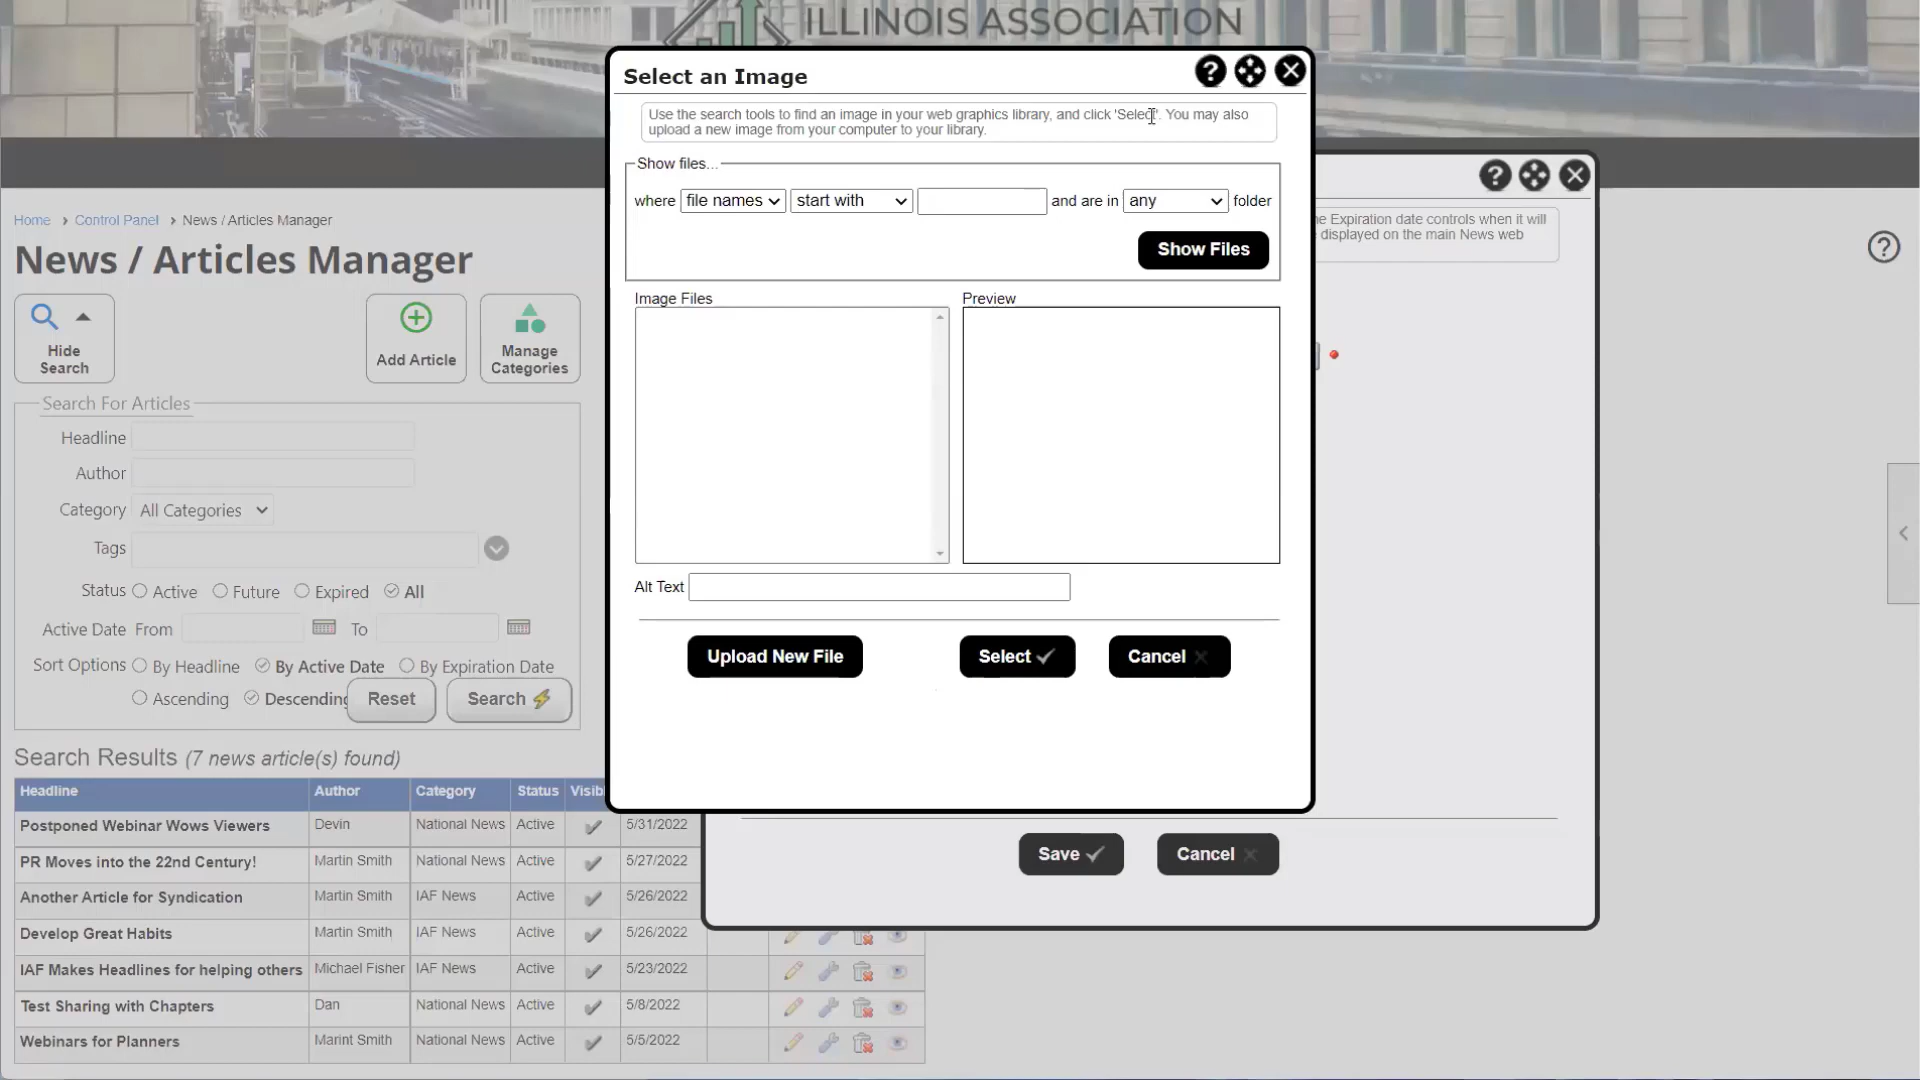 ILLINOIS ASSOCIATION
Select an Image
Use the search tools to find an image in your web graphics library, and click 'Select'. You may also
upload a new image from your computer to your library.
Show files...
where file names start with and are in any folder
Show Files
Image Files Preview
Alt Text
Upload New File Select Cancel
e Expiration date controls when it will
displayed on the main News web
Save Cancel
Home > Control Panel > News / Articles Manager
News / Articles Manager
Hide
Search
Add Article
Manage
Categories
Search For Articles
Headline
Author
Category All Categories
Tags
Status Active Future Expired All
Active Date From To
Sort Options By Headline By Active Date By Expiration Date
Ascending Descending
Reset Search
Search Results (7 news article(s) found)
Headline Author Category Status Visib
Postponed Webinar Wows Viewers Devin National News Active 5/31/2022
PR Moves into the 22nd Century! Martin Smith National News Active 5/27/2022
Another Article for Syndication Martin Smith IAF News Active 5/26/2022
Develop Great Habits Martin Smith IAF News Active 5/26/2022
IAF Makes Headlines for helping others Michael Fisher IAF News Active 5/23/2022
Test Sharing with Chapters Dan National News Active 5/8/2022
Webinars for Planners Marint Smith National News Active 5/5/2022